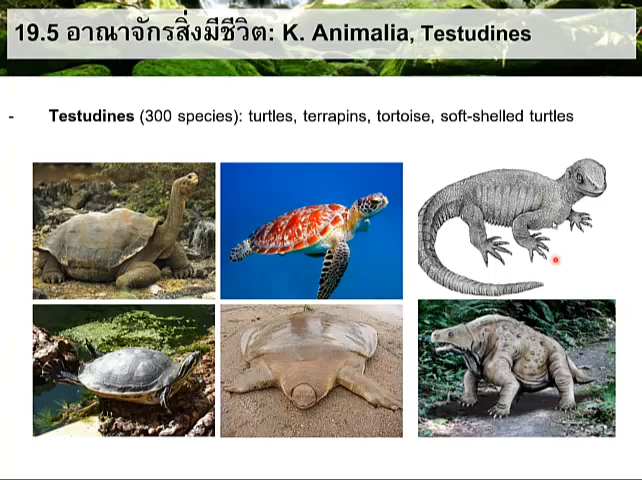 19.5 อาณาจักรสิ่งมีชีวิต: K. Animalia, Testudines
- Testudines (300 species): turtles, terrapins, tortoise, soft-shelled turtles